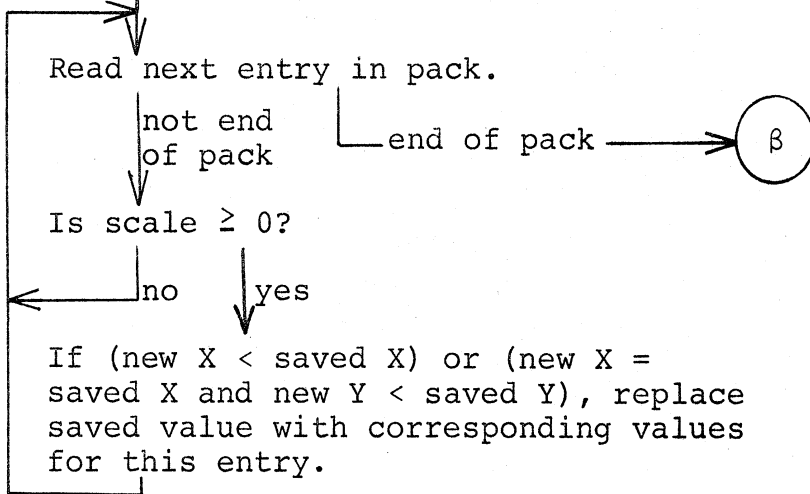 Read next entry in pack.
not end
of pack
end of pack
β
Is scale ≥ 0?
no
yes
If (new X < saved X) or (new X =
saved X and new Y < saved Y), replace
saved value with corresponding values
for this entry.